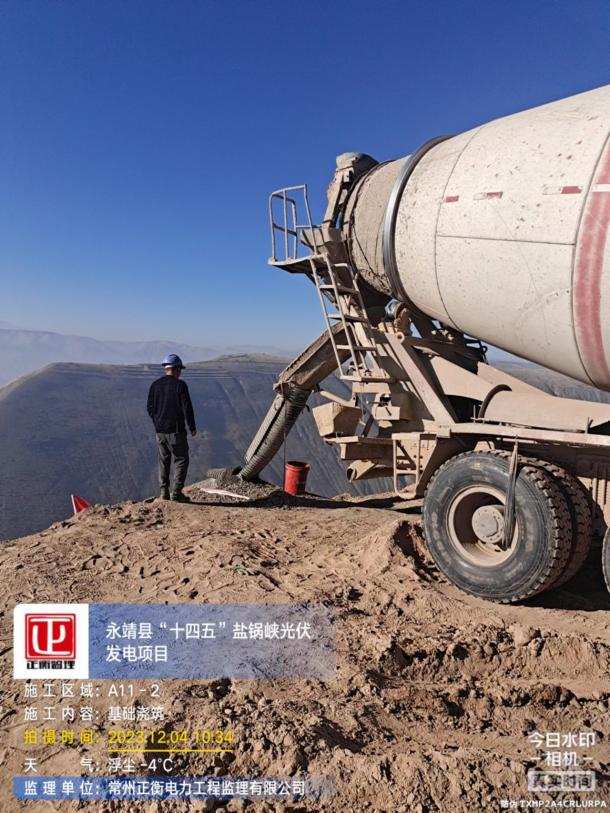 永靖县“十四五”盐锅峡光伏
发电项目
正衡管理
施工区域：A11-2
施工内容：基础浇筑
拍摄时间：2023.12.04 10:34
天　　气：浮尘 -4℃
监理单位：常州正衡电力工程监理有限公司
今日水印
相机
真实时间
防伪 TXMP2A4CRLURPA